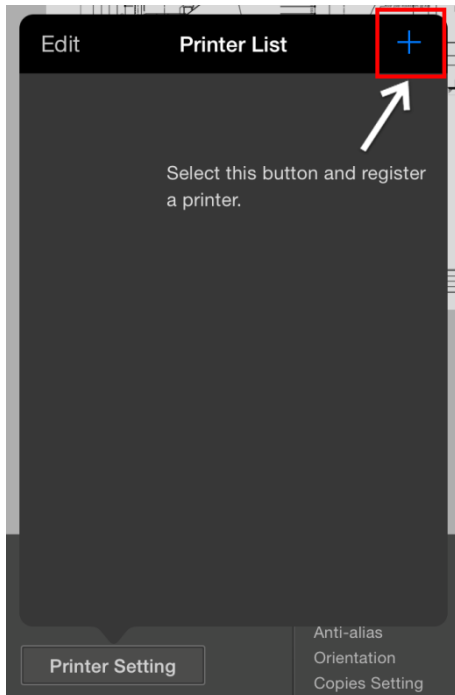 Edit Printer List +
Select this button and register
a printer.
Anti-alias
Printer Setting Orientation
Copies Setting